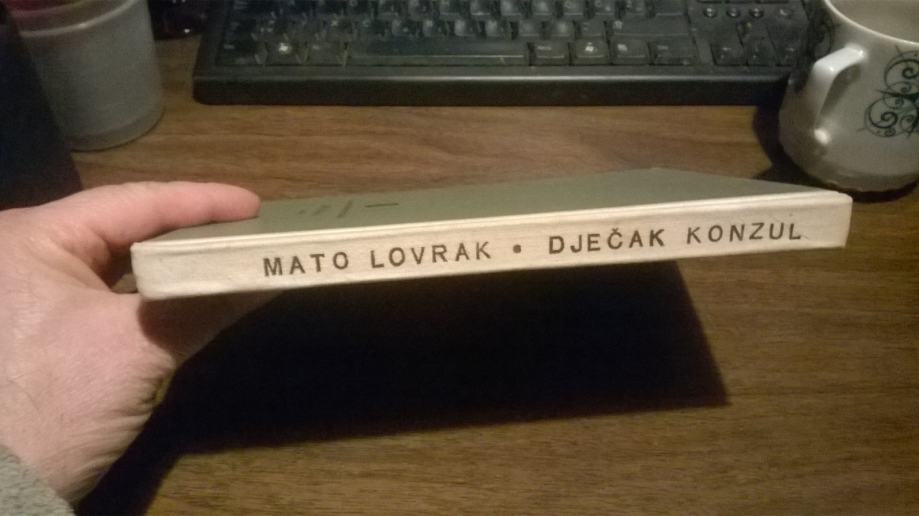 MATO LOVRAK • DJEČAK KONZUL